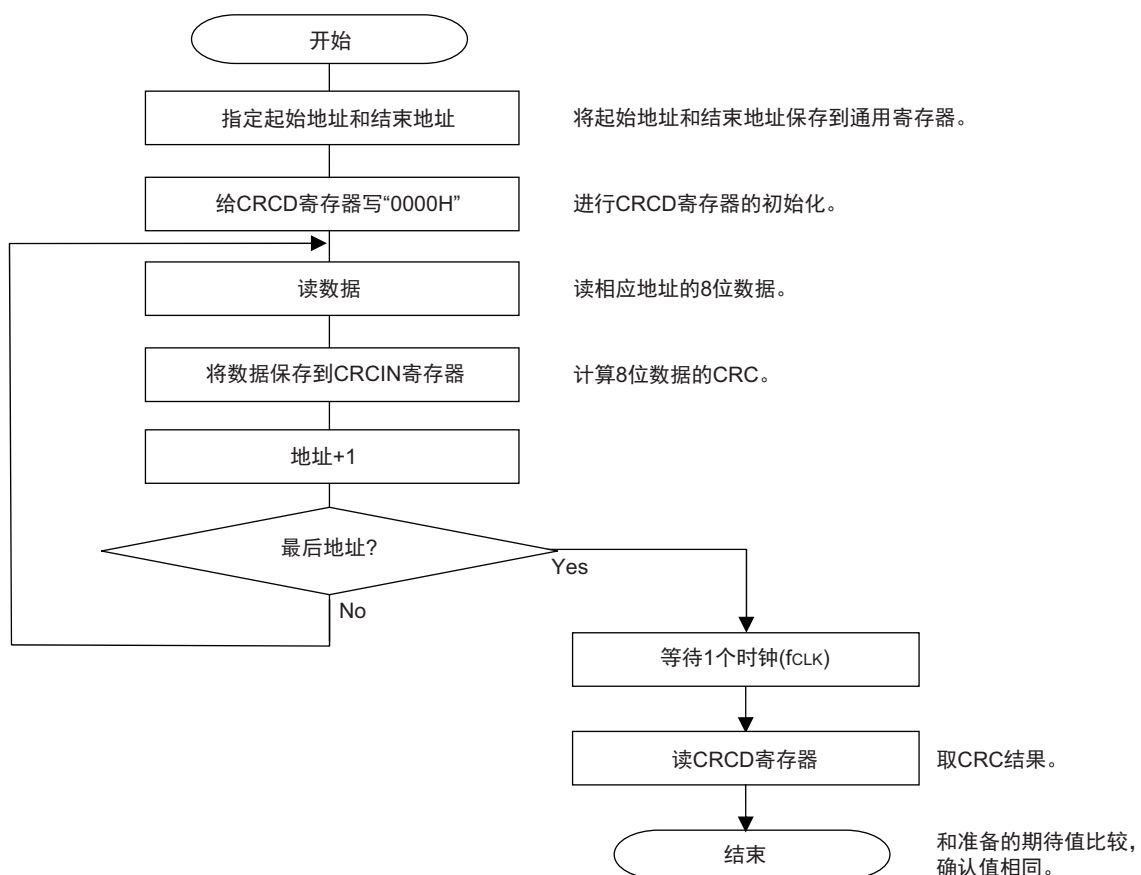 开始
指定起始地址和结束地址
将起始地址和结束地址保存到通用寄存器。
给CRCD寄存器写“0000H”
进行CRCD寄存器的初始化。
读数据
读相应地址的8位数据。
将数据保存到CRCIN寄存器
计算8位数据的CRC。
地址+1
最后地址?
Yes
No
等待1个时钟(fCLK)
读CRCD寄存器
取CRC结果。
结束
和准备的期待值比较,
确认值相同。